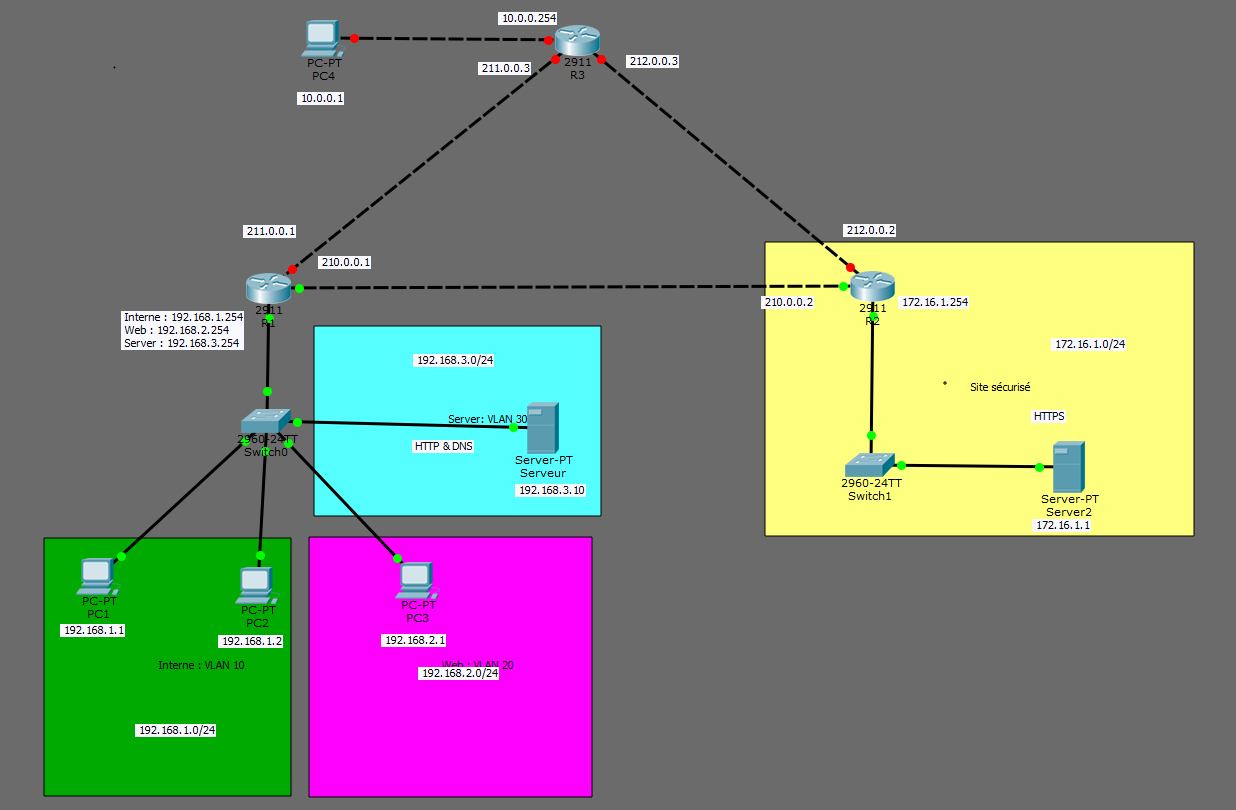 10.0.0.254
PC-PT
PC4
10.0.0.1
2911
R3
211.0.0.3
212.0.0.3
211.0.0.1
210.0.0.1
2911
R1
Interne : 192.168.1.254
Web : 192.168.2.254
Server : 192.168.3.254
212.0.0.2
210.0.0.2
2911
R2
172.16.1.254
172.16.1.0/24
Site sécurisé
HTTPS
192.168.3.0/24
Server: VLAN 30
HTTP & DNS
Server-PT
Serveur
192.168.3.10
2960-24TT
Switch0
2960-24TT
Switch1
Server-PT
Server2
172.16.1.1
PC-PT
PC1
192.168.1.1
PC-PT
PC2
192.168.1.2
Interne : VLAN 10
192.168.1.0/24
PC-PT
PC3
192.168.2.1
Web : VLAN 20
192.168.2.0/24